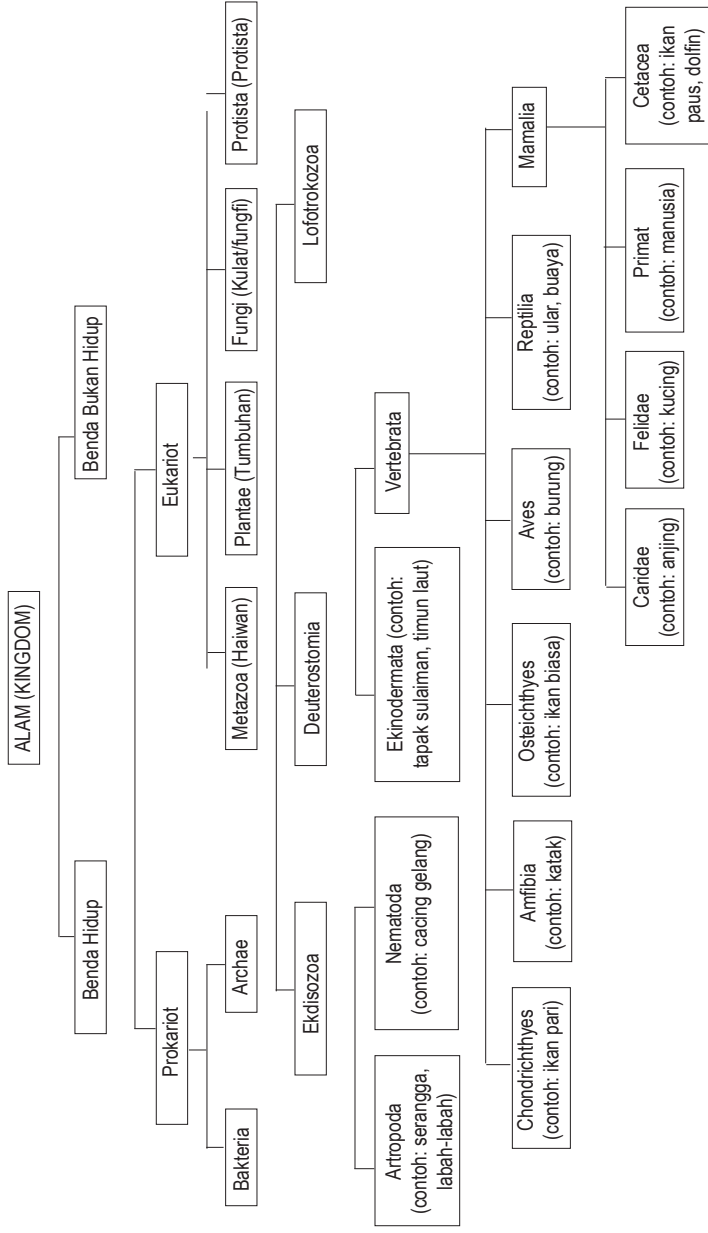 ALAM (KINGDOM)
Benda Hidup
Benda Bukan Hidup
Prokariot
Eukariot
Bakteria
Archae
Metazoa (Haiwan)
Plantae (Tumbuhan)
Fungi (Kulat/fungfi)
Protista (Protista)
Ekdisozoa
Deuterostomia
Lofotrokozoa
Artropoda
(contoh: serangga,
labah-labah)
Nematoda
(contoh: cacing gelang)
Ekinodermata (contoh:
tapak sulaiman, timun laut)
Vertebrata
Chondrichthyes
(contoh: ikan pari)
Amfibia
(contoh: katak)
Osteichthyes
(contoh: ikan biasa)
Aves
(contoh: burung)
Reptilia
(contoh: ular, buaya)
Mamalia
Caridae
(contoh: anjing)
Felidae
(contoh: kucing)
Primat
(contoh: manusia)
Cetacea
(contoh: ikan
paus, dolfin)